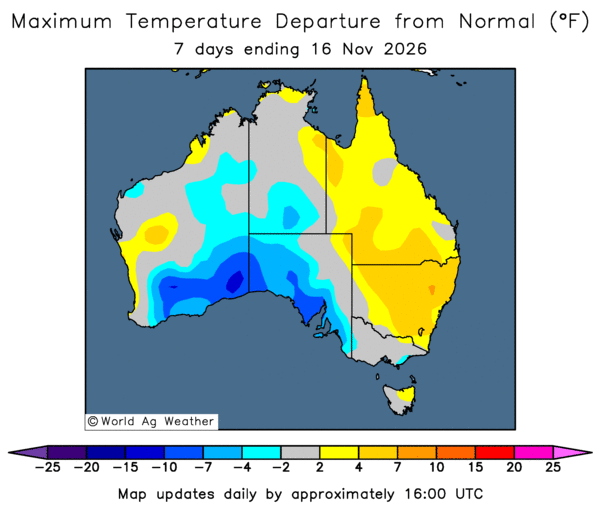 Maximum Temperature Departure from Normal (°F)
7 days ending 16 Nov 2026
©World Ag Weather
-25 -20 -15 -10 -7 -4 -2 2 4 7 10 15 20 25
Map updates daily by approximately 16:00 UTC